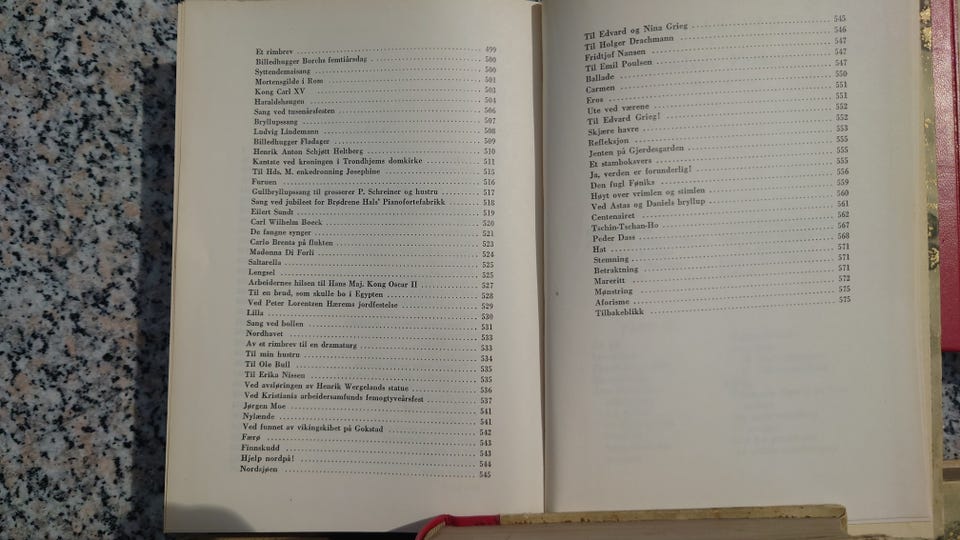 Et rimbrev 499
Billedhugger Borchs femtiårsdag 500
Syttendemaisang 500
Mortensgilde i Rom 501
Kong Carl XV 503
Haraldshaugen 504
Sang ved tusenårsfesten 506
Bryllupssang 507
Ludvig Lindemann 508
Billedhugger Fladager 509
Henrik Anton Schjøtt Heltberg 510
Kantate ved kroningen i Trondhjems domkirke 511
Til Hds. M. enkedronning Josephine 515
Furuen 516
Gullbryllupssang til grosserer P. Schreiner og hustru 517
Sang ved jubileet for Brødrene Hals' Pianofortefabrikk 518
Eilert Sundt 519
Carl Wilhelm Boeck 520
De fangne synger 521
Carlo Brenta på flukten 523
Madonna Di Forli 524
Saltarella 525
Lengsel 525
Arbeidernes hilsen til Hans Maj. Kong Oscar II 527
Til en brud, som skulle bo i Egypten 528
Ved Peter Lorentzen Hærems jordfestelse 529
Lilla 530
Sang ved bollen 531
Nordhavet 533
Av et rimbrev til en dramaturg 533
Til min hustru 534
Til Ole Bull 535
Til Erika Nissen 535
Ved avsløringen av Henrik Wergelands statue 536
Ved Kristiania arbeidersamfunds femogtyveårsfest 537
Jørgen Moe 541
Nylænde 541
Ved funnet av vikingskibet på Gokstad 542
Færø 543
Finnskudd 543
Hjelp nordpå! 544
Nordsjøen 545
Til Edvard og Nina Grieg 545
Til Holger Drachmann 546
Fridtjof Nansen 547
Til Emil Poulsen 547
Ballade 547
Carmen 550
Eros 551
Ute ved værene 551
Til Edvard Grieg! 552
Skjære havre 552
Refleksjon 553
Jenten på Gjerdesgarden 555
Et stamboksvers 555
Ja, verden er forunderlig! 555
Den fugl Føniks 556
Høyt over vrimlen og stimlen 559
Ved Astas og Daniels bryllup 560
Centenairet 561
Tschin-Tschan-Ho 562
Peder Dass 567
Hat 568
Stemning 571
Betraktning 571
Mareritt 571
Mønstring 572
Aforisme 575
Tilbakeblikk 575